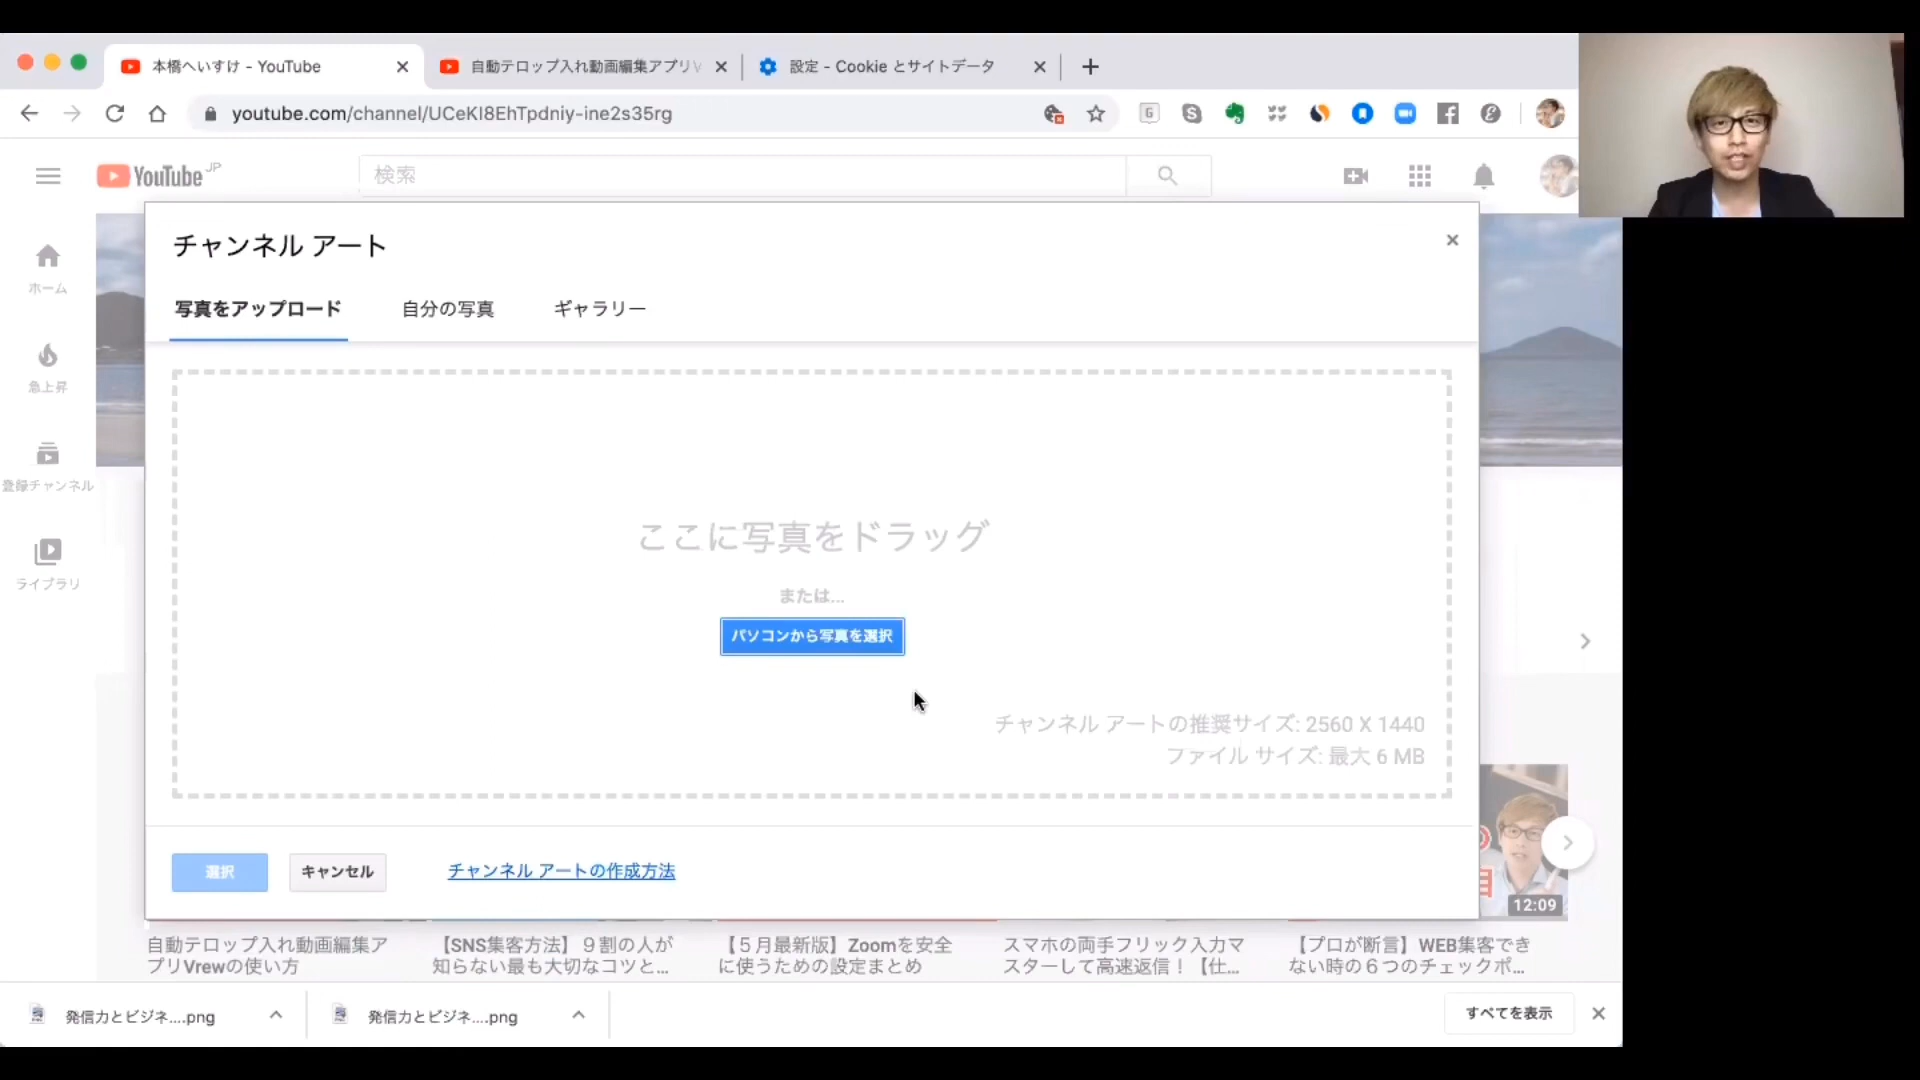 本橋へいすけ - YouTube
自動テロップ入れ動画編集アプリV
設定 - Cookie とサイトデータ
youtube.com/channel/UCeKI8EhTpdniy-ine2s35rg
YouTube JP
検索
ホーム
急上昇
登録チャンネル
ライブラリ
チャンネル アート
写真をアップロード
自分の写真
ギャラリー
ここに写真をドラッグ
または...
パソコンから写真を選択
チャンネル アートの推奨サイズ: 2560 X 1440
ファイル サイズ: 最大 6 MB
選択
キャンセル
チャンネル アートの作成方法
12:09
自動テロップ入れ動画編集ア
プリVrewの使い方
【SNS集客方法】９割の人が
知らない最も大切なコツと...
【５月最新版】Zoomを安全
に使うための設定まとめ
スマホの両手フリック入力マ
スターして高速返信！【仕...
【プロが断言】WEB集客でき
ない時の６つのチェックポ...
発信力とビジネ....png
発信力とビジネ....png
すべてを表示